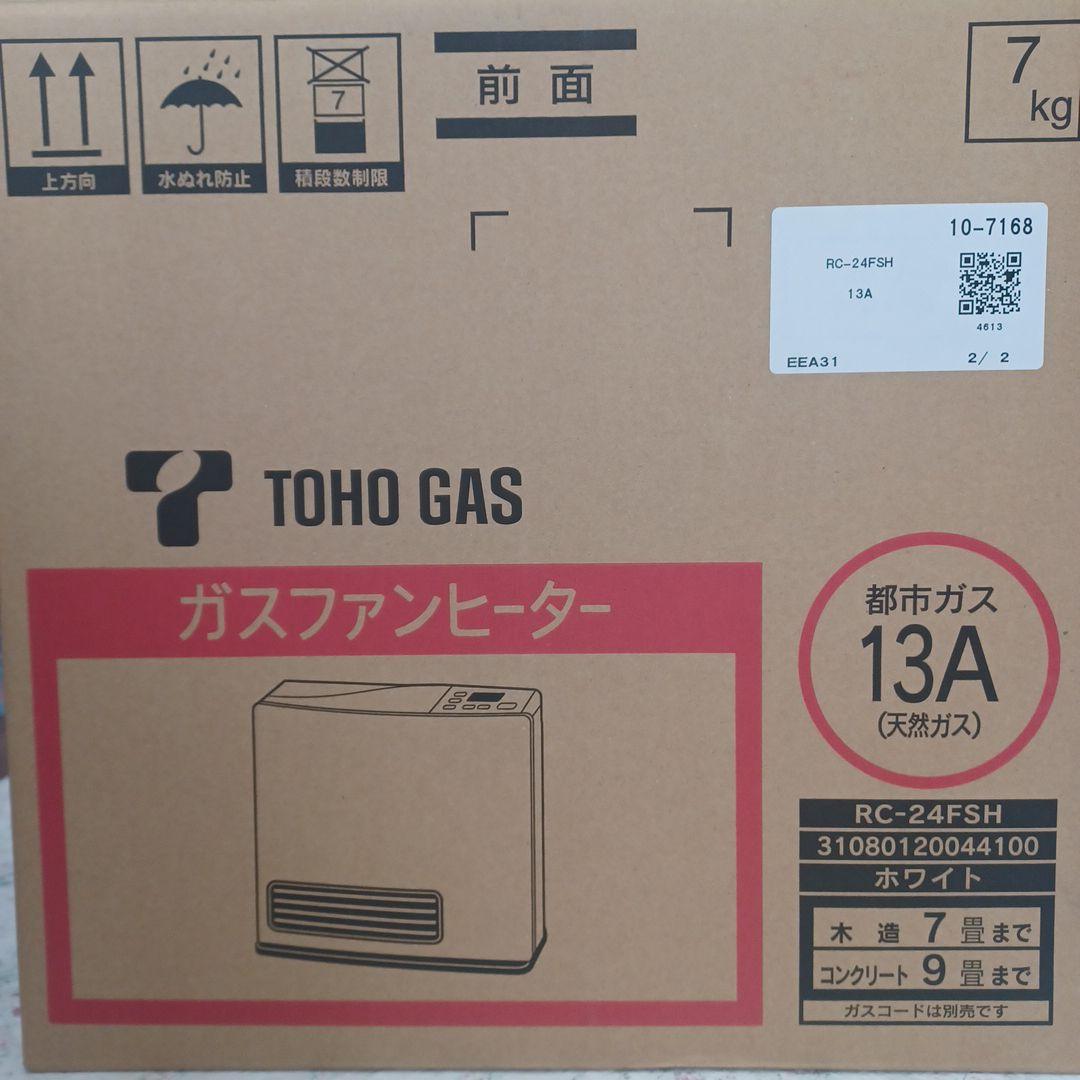 上方向
水ぬれ防止
7
積段数制限
前面
7
kg
10-7168
RC-24FSH
13A
4613
EEA31
2/ 2
TOHO GAS
ガスファンヒーター
都市ガス
13A
(天然ガス)
RC-24FSH
31080120044100
ホワイト
木造 7 畳まで
コンクリート 9 畳まで
ガスコードは別売です